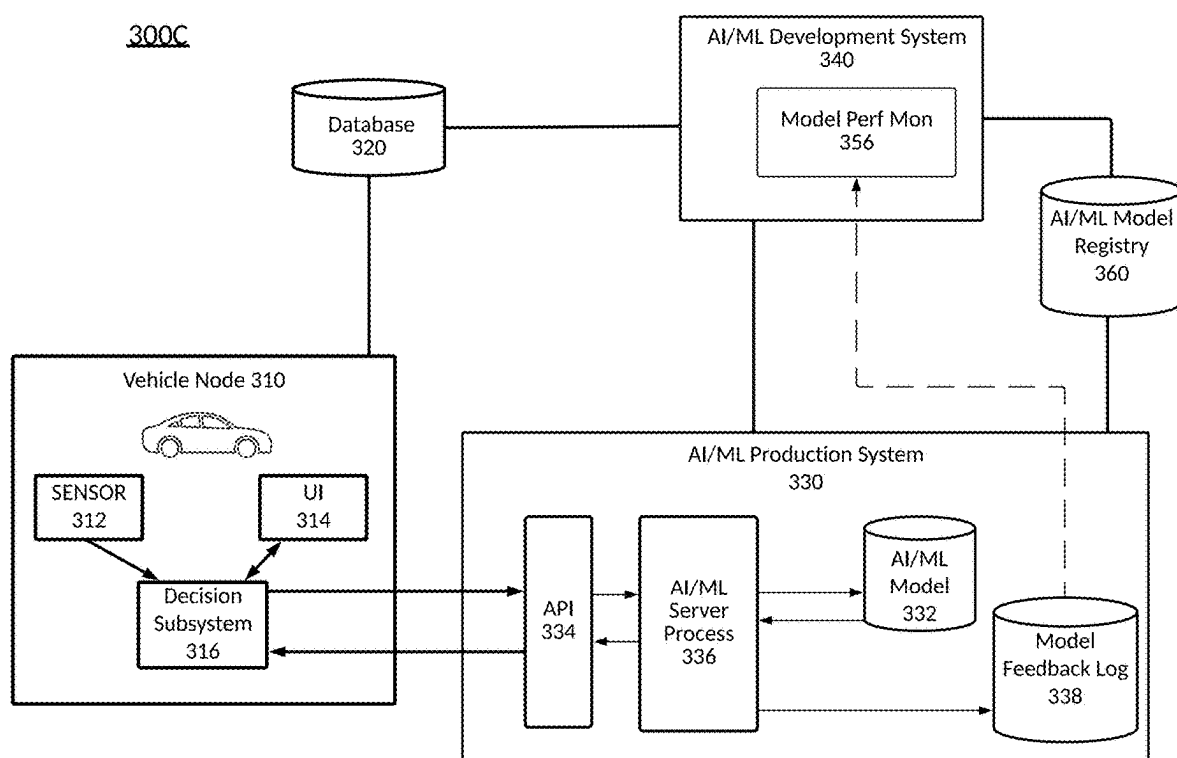 300C
AI/ML Development System
340
Model Perf Mon
356
Database
320
AI/ML Model
Registry
360
Vehicle Node 310
SENSOR
312
UI
314
Decision
Subsystem
316
AI/ML Production System
330
API
334
AI/ML
Server
Process
336
AI/ML
Model
332
Model
Feedback Log
338